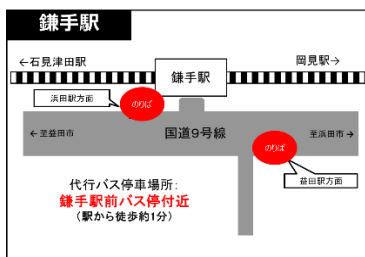 鎌手駅
←石見津田駅
岡見駅→
鎌手駅
浜田駅方面
のりば
←至益田市
国道9号線
のりば
至浜田市→
益田駅方面
代行バス停車場所：
鎌手駅前バス停付近
（駅から徒歩約1分）